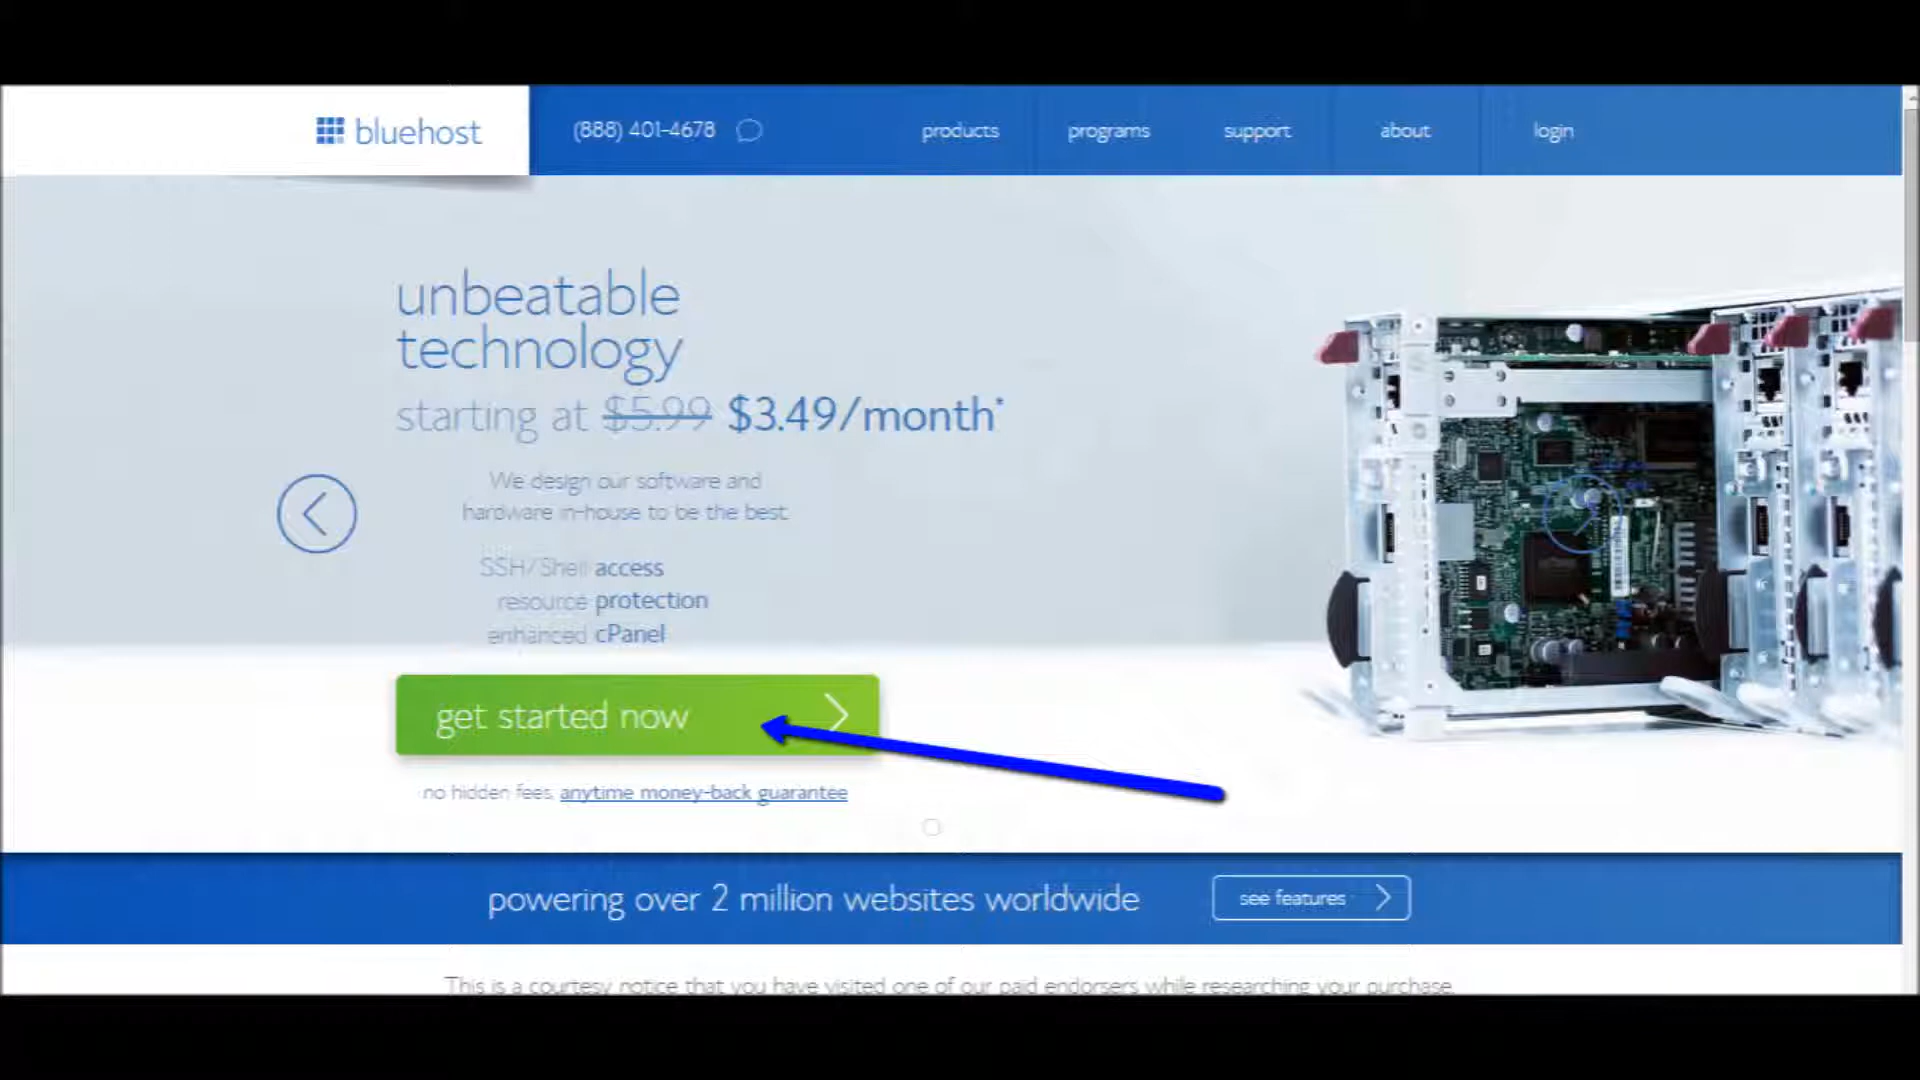 bluehost
(888) 401-4678
products
programs
support
about
login
unbeatable
technology
starting at $5.99 $3.49/month*
We design our software and
hardware in-house to be the best.
SSH/Shell access
resource protection
enhanced cPanel
get started now
no hidden fees, anytime money-back guarantee
powering over 2 million websites worldwide
see features
This is a courtesy notice that you have visited one of our paid endorsers while researching your purchase.